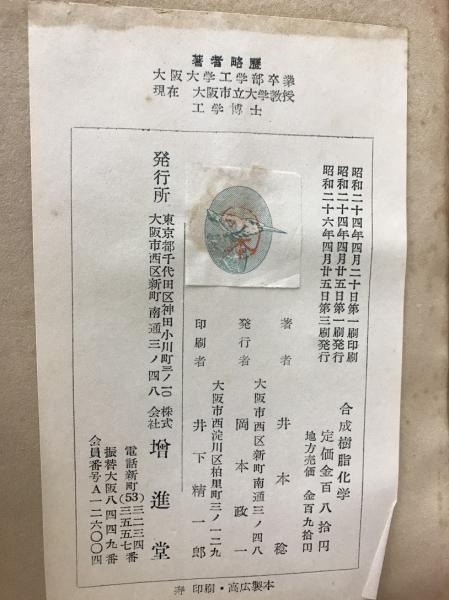 著者略歴
大阪大学工学部卒業
現在 大阪市立大学教授
工学博士
昭和二十四年四月二十日第一刷印刷
昭和二十四年四月廿五日第一刷発行
昭和二十六年四月廿五日第三刷発行
合成樹脂化学
定価金百八拾円
地方売価 金百九拾円
著者 井本稔
大阪市西区新町南通三ノ四八
発行者 岡本政一
大阪市西淀川区柏里町三ノ一二九
印刷者 井下精一郎
発行所
東京都千代田区神田小川町三ノ一〇
大阪市西区新町南通三ノ四八
株式会社 増進堂
電話新町(53)三二三四
三五五七番
振替大阪八四四九番
会員番号A一二六〇〇四
寿 印刷・高広製本